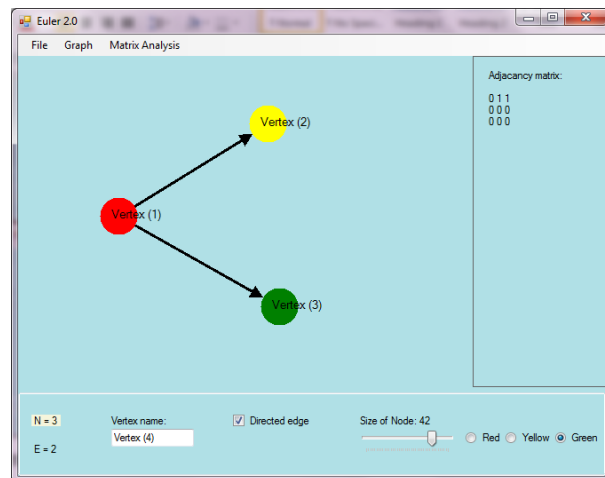 Euler 2.0
File Graph Matrix Analysis
Adjacancy matrix:
0 1 1
0 0 0
0 0 0
Vertex (2)
Vertex (1)
Vertex (3)
N = 3 Vertex name: Directed edge Size of Node: 42
Vertex (4) Red Yellow Green
E = 2